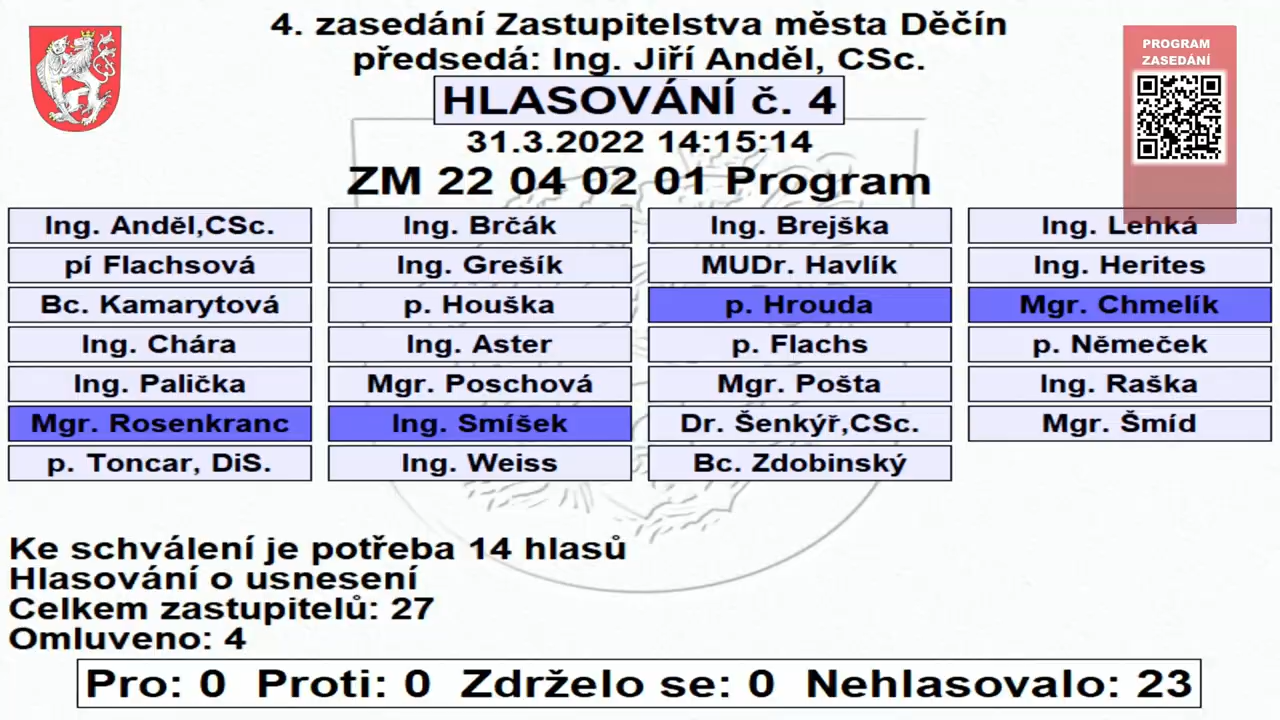 4. zasedání Zastupitelstva města Děčín
předsedá: Ing. Jiří Anděl, CSc.
HLASOVÁNÍ č. 4
31.3.2022 14:15:14
ZM 22 04 02 01 Program
PROGRAM
ZASEDÁNÍ
Ing. Anděl,CSc. Ing. Brčák Ing. Brejška Ing. Lehká
pí Flachsová Ing. Grešík MUDr. Havlík Ing. Herites
Bc. Kamarytová p. Houška p. Hrouda Mgr. Chmelík
Ing. Chára Ing. Aster p. Flachs p. Němeček
Ing. Palička Mgr. Poschová Mgr. Pošta Ing. Raška
Mgr. Rosenkranc Ing. Smíšek Dr. Šenkýř,CSc. Mgr. Šmíd
p. Toncar, DiS. Ing. Weiss Bc. Zdobinský
Ke schválení je potřeba 14 hlasů
Hlasování o usnesení
Celkem zastupitelů: 27
Omluveno: 4
Pro: 0 Proti: 0 Zdrželo se: 0 Nehlasovalo: 23